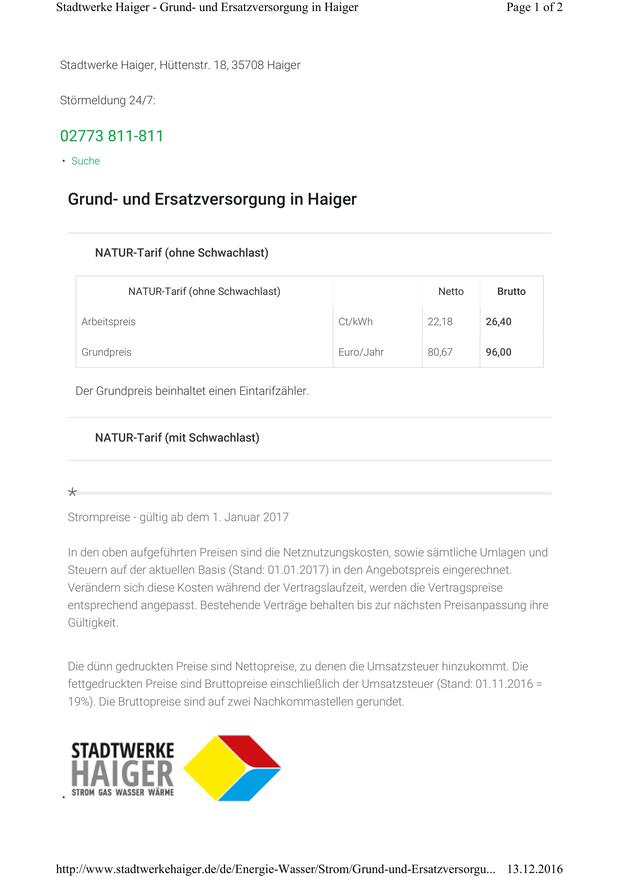 Stadtwerke Haiger - Grund- und Ersatzversorgung in Haiger Page 1 of 2
Stadtwerke Haiger, Hüttenstr. 18, 35708 Haiger
Störmeldung 24/7:
02773 811-811
• Suche
Grund- und Ersatzversorgung in Haiger
NATUR-Tarif (ohne Schwachlast)
NATUR-Tarif (ohne Schwachlast) Netto Brutto
Arbeitspreis Ct/kWh 22,18 26,40
Grundpreis Euro/Jahr 80,67 96,00
Der Grundpreis beinhaltet einen Eintarifzähler.
NATUR-Tarif (mit Schwachlast)
*
Strompreise - gültig ab dem 1. Januar 2017
In den oben aufgeführten Preisen sind die Netznutzungskosten, sowie sämtliche Umlagen und
Steuern auf der aktuellen Basis (Stand: 01.01.2017) in den Angebotspreis eingerechnet.
Verändern sich diese Kosten während der Vertragslaufzeit, werden die Vertragspreise
entsprechend angepasst. Bestehende Verträge behalten bis zur nächsten Preisanpassung ihre
Gültigkeit.
Die dünn gedruckten Preise sind Nettopreise, zu denen die Umsatzsteuer hinzukommt. Die
fettgedruckten Preise sind Bruttopreise einschließlich der Umsatzsteuer (Stand: 01.11.2016 =
19%). Die Bruttopreise sind auf zwei Nachkommastellen gerundet.
STADTWERKE
HAIGER
STROM GAS WASSER WÄRME
http://www.stadtwerkehaiger.de/de/Energie-Wasser/Strom/Grund-und-Ersatzversorgu... 13.12.2016